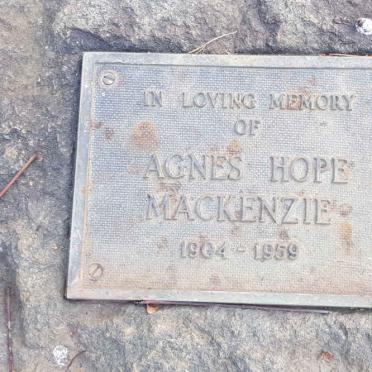 IN LOVING MEMORY
OF
AGNES HOPE
MACKENZIE
1904 - 1959